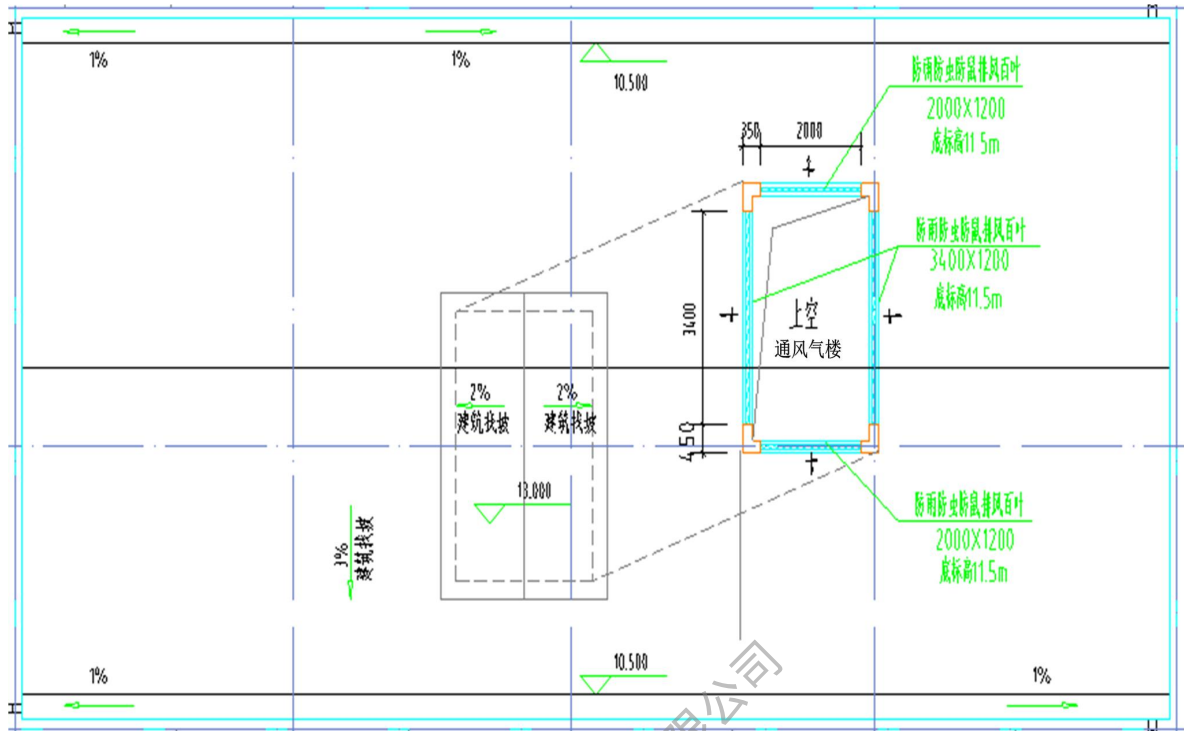 1%
1%
10.500
防雨防虫防鼠排风百叶
2000X1200
底标高11.5m
350
2000
防雨防虫防鼠排风百叶
3400X1200
底标高11.5m
3400
上空
通风气楼
2%
建筑找坡
2%
建筑找坡
450
13.000
3%
建筑找坡
防雨防虫防鼠排风百叶
2000X1200
底标高11.5m
10.500
1%
1%
限公司